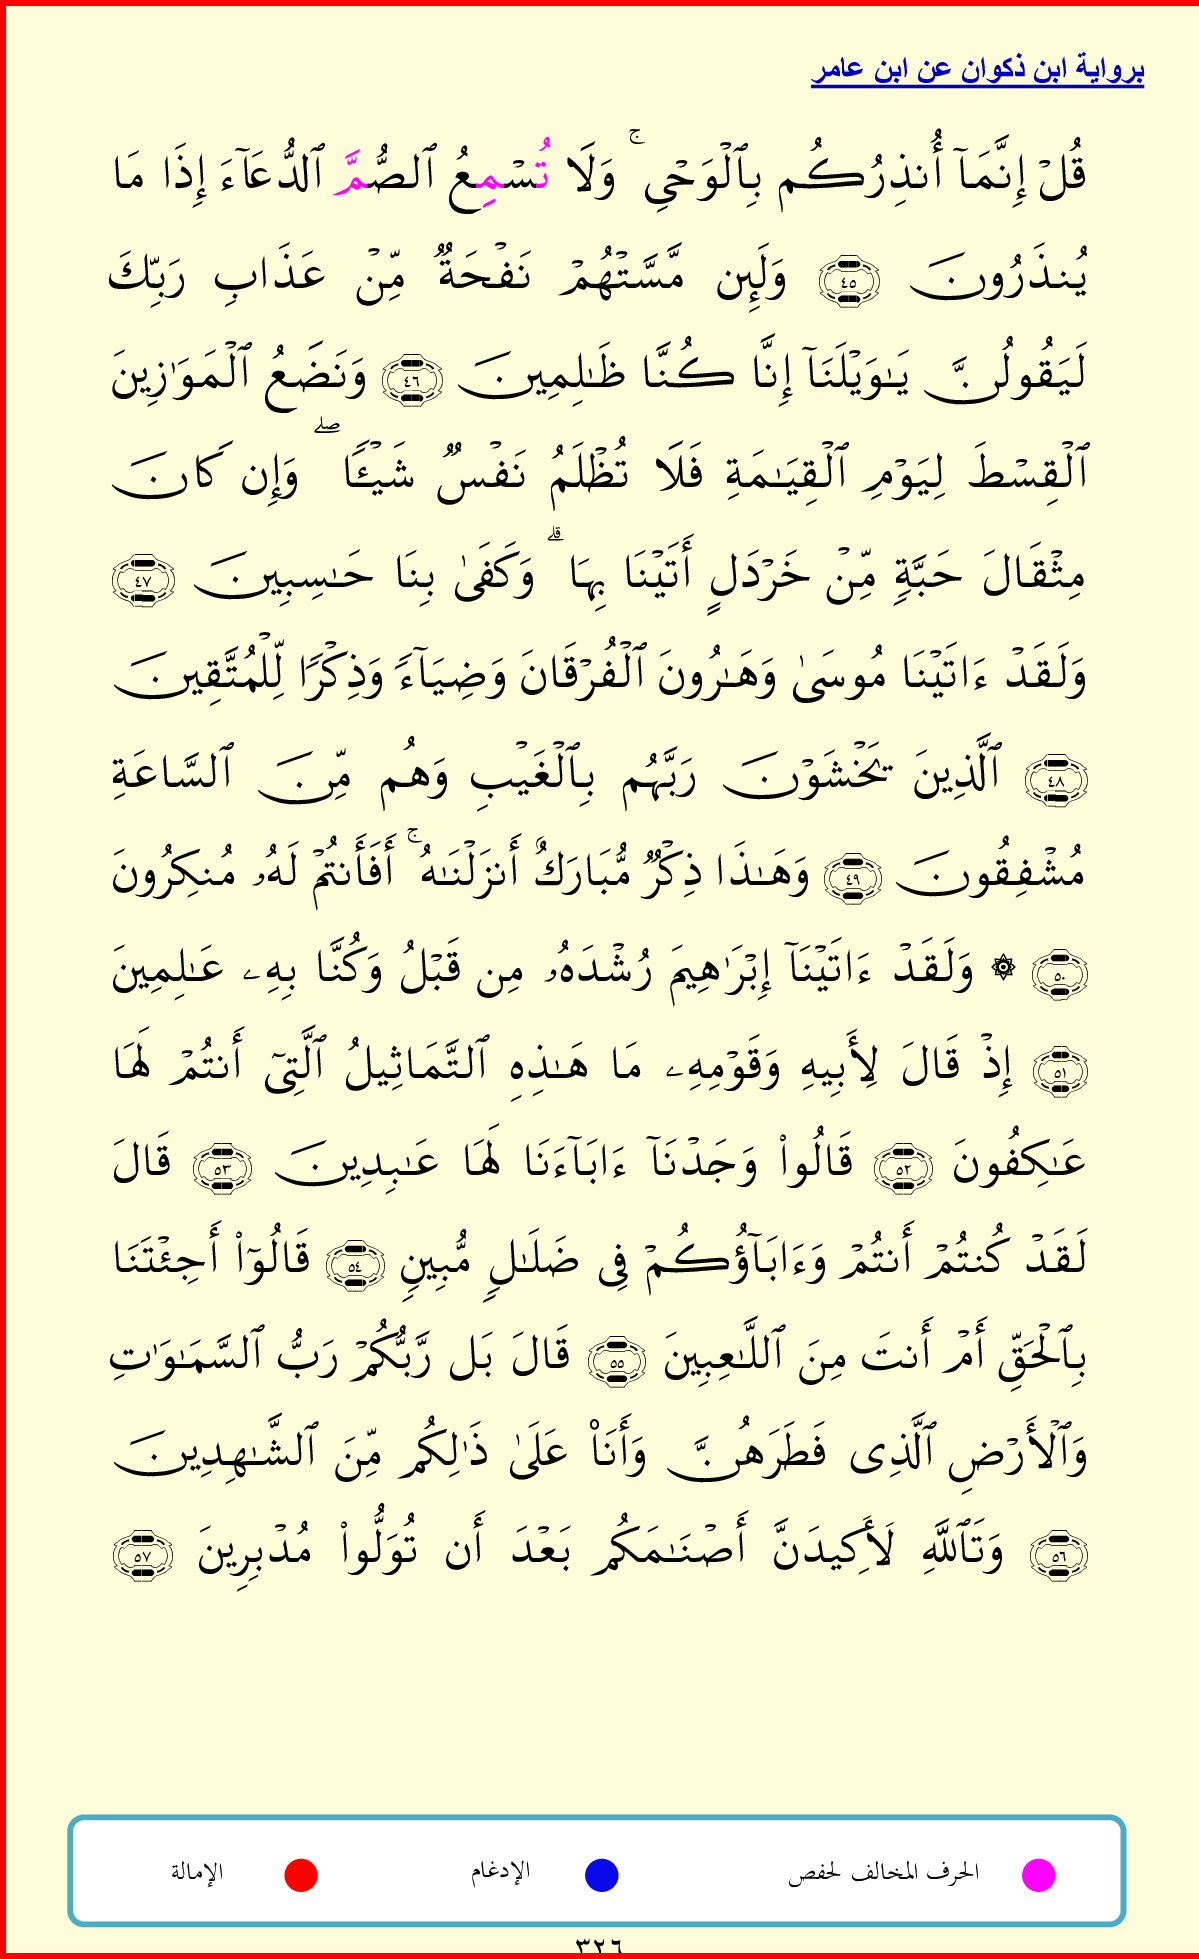 برواية ابن ذكوان عن ابن عامر
قُلۡ إِنَّمَآ أُنذِرُكُم بِٱلۡوَحۡيِۚ وَلَا تُسۡمِعُ ٱلصُّمَّ ٱلدُّعَآءَ إِذَا مَا
يُنذَرُونَ ٤٥ وَلَئِن مَّسَّتۡهُمۡ نَفۡحَةٌ مِّنۡ عَذَابِ رَبِّكَ
لَيَقُولُنَّ يَٰوَيۡلَنَآ إِنَّا كُنَّا ظَٰلِمِينَ ٤٦ وَنَضَعُ ٱلۡمَوَٰزِينَ
ٱلۡقِسۡطَ لِيَوۡمِ ٱلۡقِيَٰمَةِ فَلَا تُظۡلَمُ نَفۡسٌ شَيۡـًٔاۖ وَإِن كَانَ
مِثۡقَالَ حَبَّةٍ مِّنۡ خَرۡدَلٍ أَتَيۡنَا بِهَاۗ وَكَفَىٰ بِنَا حَٰسِبِينَ ٤٧
وَلَقَدۡ ءَاتَيۡنَا مُوسَىٰ وَهَٰرُونَ ٱلۡفُرۡقَانَ وَضِيَآءً وَذِكۡرًا لِّلۡمُتَّقِينَ
٤٨ ٱلَّذِينَ يَخۡشَوۡنَ رَبَّهُم بِٱلۡغَيۡبِ وَهُم مِّنَ ٱلسَّاعَةِ
مُشۡفِقُونَ ٤٩ وَهَٰذَا ذِكۡرٌ مُّبَارَكٌ أَنزَلۡنَٰهُۚ أَفَأَنتُمۡ لَهُۥ مُنكِرُونَ
٥٠ ۞ وَلَقَدۡ ءَاتَيۡنَآ إِبۡرَٰهِيمَ رُشۡدَهُۥ مِن قَبۡلُ وَكُنَّا بِهِۦ عَٰلِمِينَ
٥١ إِذۡ قَالَ لِأَبِيهِ وَقَوۡمِهِۦ مَا هَٰذِهِ ٱلتَّمَاثِيلُ ٱلَّتِيٓ أَنتُمۡ لَهَا
عَٰكِفُونَ ٥٢ قَالُواْ وَجَدۡنَآ ءَابَآءَنَا لَهَا عَٰبِدِينَ ٥٣ قَالَ
لَقَدۡ كُنتُمۡ أَنتُمۡ وَءَابَآؤُكُمۡ فِي ضَلَٰلٍ مُّبِينٍ ٥٤ قَالُوٓاْ أَجِئۡتَنَا
بِٱلۡحَقِّ أَمۡ أَنتَ مِنَ ٱللَّٰعِبِينَ ٥٥ قَالَ بَل رَّبُّكُمۡ رَبُّ ٱلسَّمَٰوَٰتِ
وَٱلۡأَرۡضِ ٱلَّذِي فَطَرَهُنَّ وَأَنَا۠ عَلَىٰ ذَٰلِكُم مِّنَ ٱلشَّٰهِدِينَ
٥٦ وَتَٱللَّهِ لَأَكِيدَنَّ أَصۡنَٰمَكُم بَعۡدَ أَن تُوَلُّواْ مُدۡبِرِينَ ٥٧
الحرف المخالف لحفص الإدغام الإمالة
٣٢٦